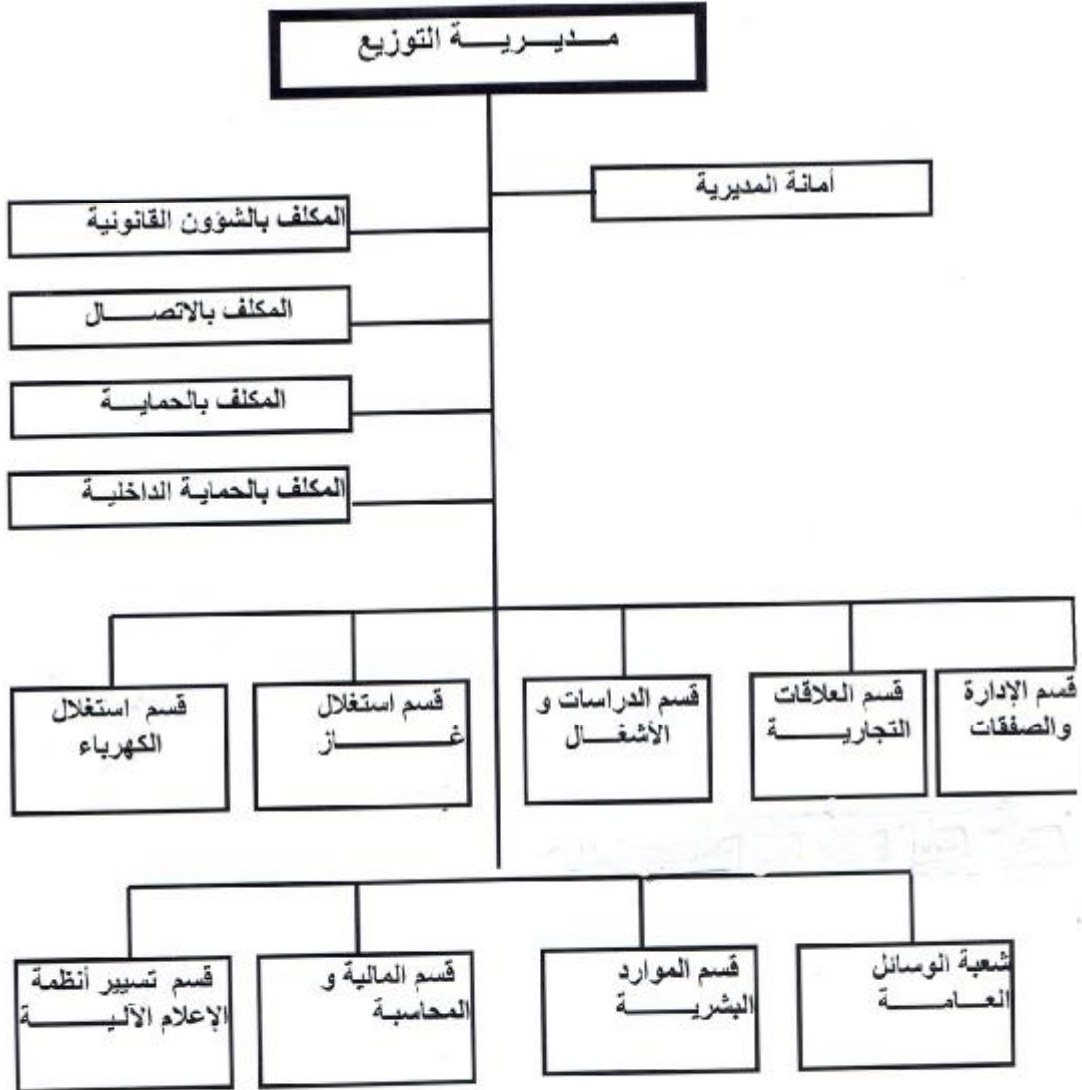 مديرية التوزيع
أمانة المديرية
المكلف بالشؤون القانونية
المكلف بالاتصال
المكلف بالحماية
المكلف بالحماية الداخلية
قسم الإدارة
والصفقات
قسم العلاقات
التجارية
قسم الدراسات و
الأشغال
قسم استغلال
غاز
قسم استغلال
الكهرباء
شعبة الوسائل
العامة
قسم الموارد
البشرية
قسم المالية و
المحاسبة
قسم تسيير أنظمة
الإعلام الآلية